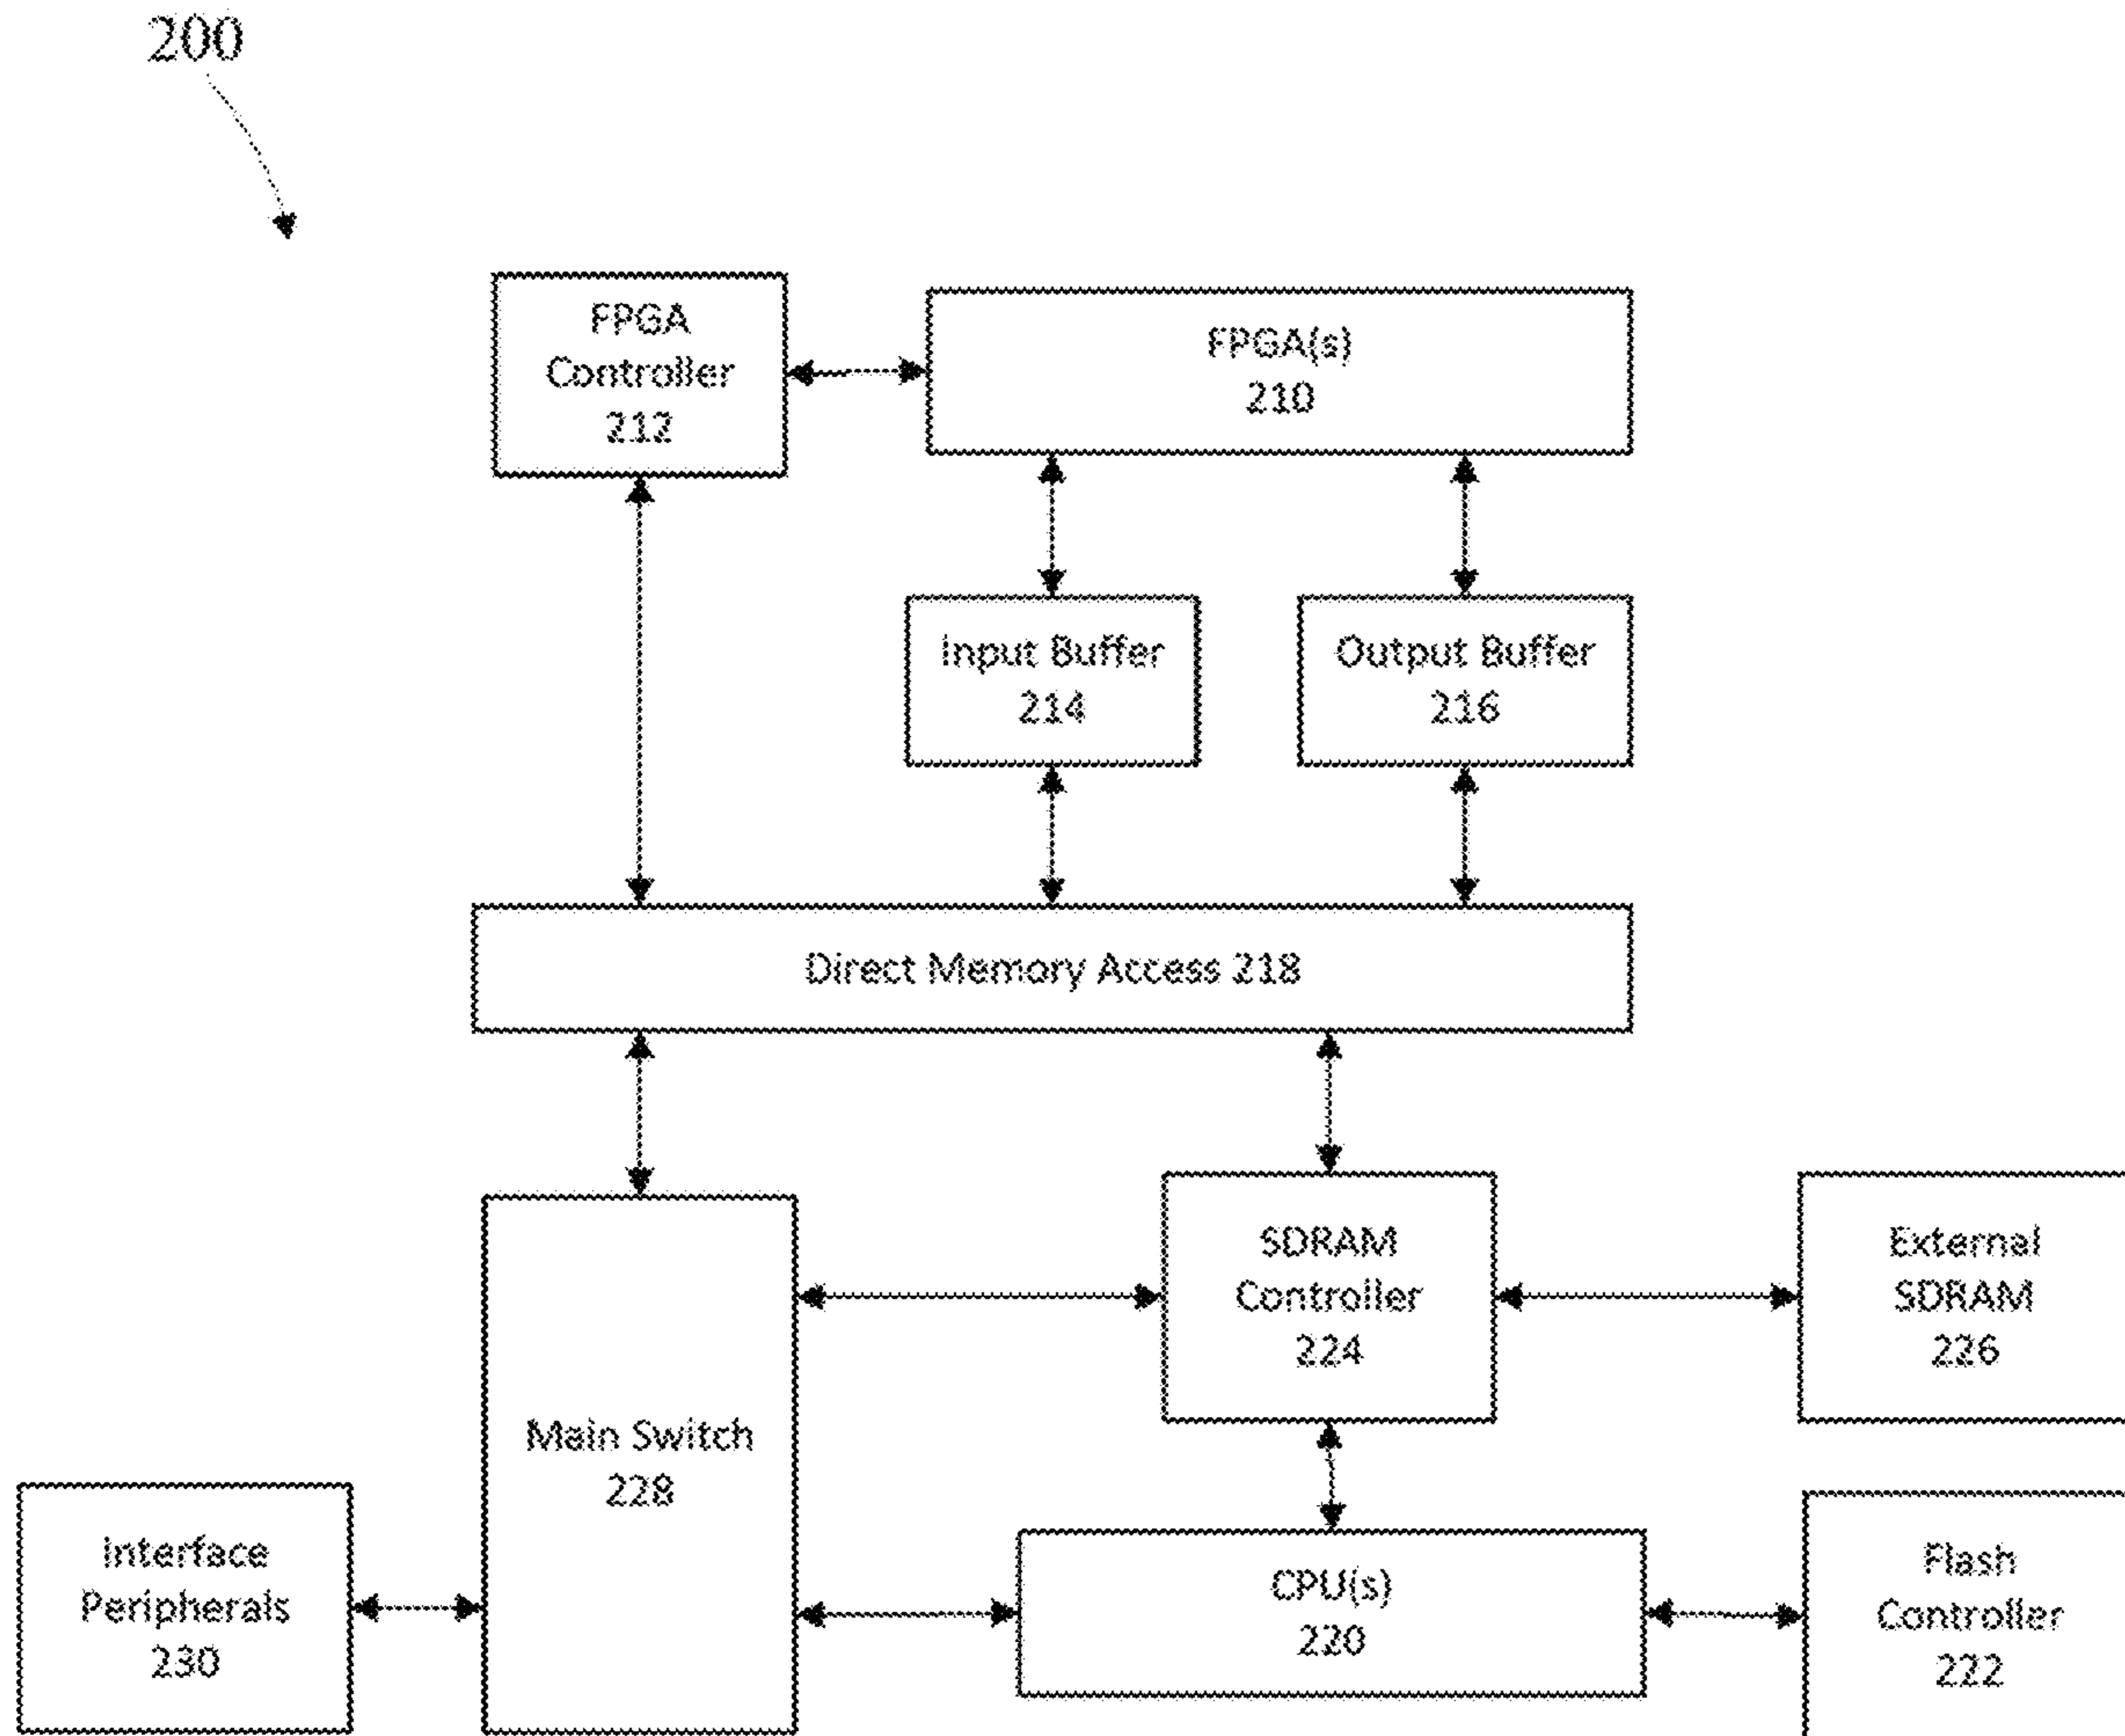 200
FPGA
Controller
212
FPGA(s)
210
Input Buffer
214
Output Buffer
216
Direct Memory Access 218
Main Switch
228
SDRAM
Controller
224
External
SDRAM
226
Interface
Peripherals
230
CPU(s)
220
Flash
Controller
222